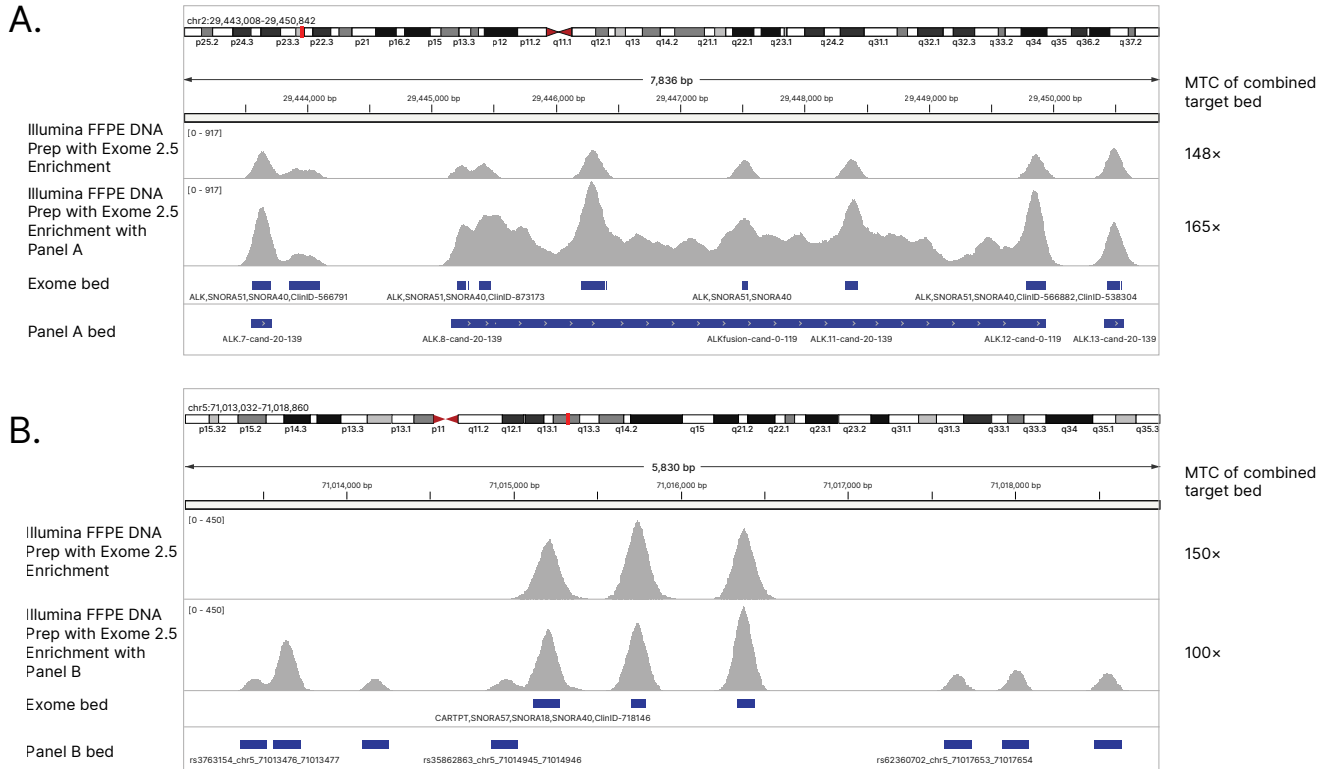 A.
chr2:29,443,008-29,450,842
p25.2 p24.3 p23.3 p22.3 p21 p16.2 p15 p13.3 p12 p11.2 q11.1 q12.1 q13 q14.2 q21.1 q22.1 q23.1 q24.2 q31.1 q32.1 q32.3 q33.2 q34 q35 q36.2 q37.2
7,836 bp
29,444,000 bp 29,445,000 bp 29,446,000 bp 29,447,000 bp 29,448,000 bp 29,449,000 bp 29,450,000 bp
MTC of combined
target bed
Illumina FFPE DNA
Prep with Exome 2.5
Enrichment
[0 - 917]
148×
Illumina FFPE DNA
Prep with Exome 2.5
Enrichment with
Panel A
[0 - 917]
165×
Exome bed
ALK,SNORA51,SNORA40,ClinID-566791 ALK,SNORA51,SNORA40,ClinID-873173 ALK,SNORA51,SNORA40 ALK,SNORA51,SNORA40,ClinID-566882,ClinID-538304
Panel A bed
ALK.7-cand-20-139 ALK.8-cand-20-139 ALKfusion-cand-0-119 ALK.11-cand-20-139 ALK.12-cand-0-119 ALK.13-cand-20-139
B.
chr5:71,013,032-71,018,860
p15.32 p15.2 p14.3 p13.3 p13.1 p11 q11.2 q12.1 q13.1 q13.3 q14.2 q15 q21.2 q22.1 q23.1 q23.2 q31.1 q31.3 q33.1 q33.3 q34 q35.1 q35.3
5,830 bp
71,014,000 bp 71,015,000 bp 71,016,000 bp 71,017,000 bp 71,018,000 bp
MTC of combined
target bed
Illumina FFPE DNA
Prep with Exome 2.5
Enrichment
[0 - 450]
150×
Illumina FFPE DNA
Prep with Exome 2.5
Enrichment with
Panel B
[0 - 450]
100×
Exome bed
CARTPT,SNORA57,SNORA18,SNORA40,ClinID-718146
Panel B bed
rs3763154_chr5_71013476_71013477 rs35862863_chr5_71014945_71014946 rs62360702_chr5_71017653_71017654